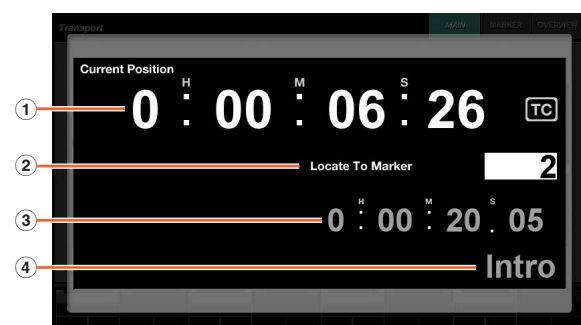 Transport MAIN MARKER OVERVIEW
Current Position
H M S
1 0 : 00 : 06 : 26 TC
2 Locate To Marker 2
H M S
3 0 : 00 : 20 . 05
4 Intro